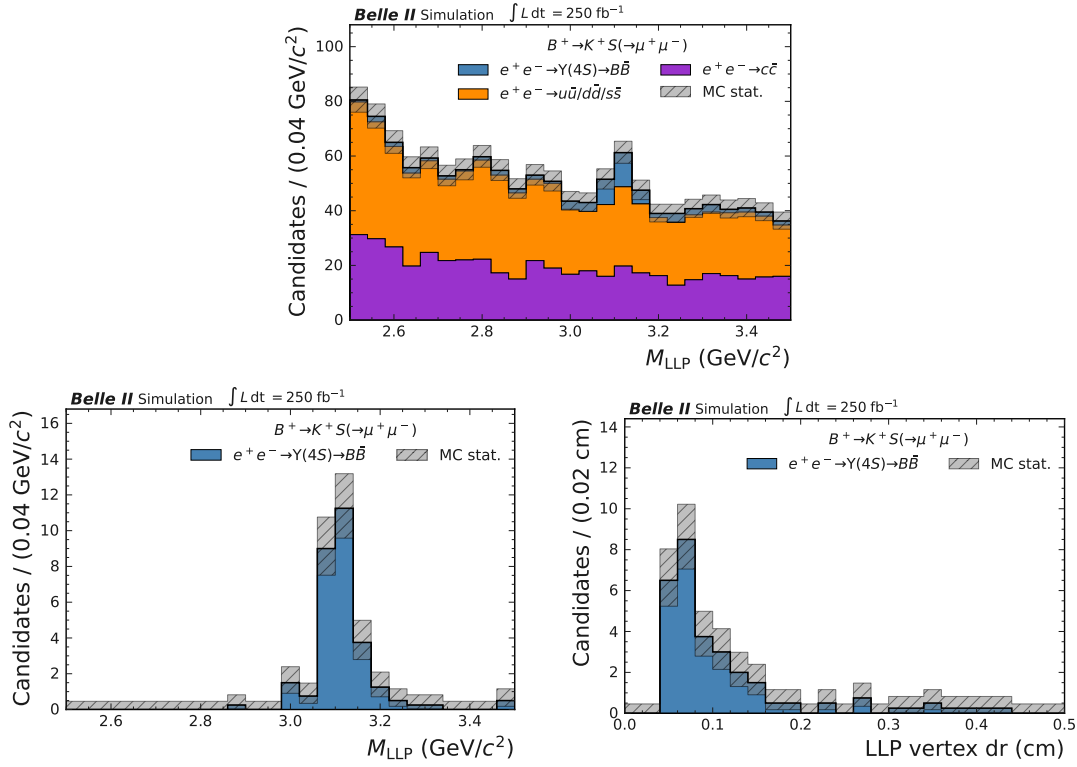 Belle II Simulation ∫ L dt = 250 fb⁻¹
B⁺→K⁺S(→μ⁺μ⁻)
e⁺e⁻→Υ(4S)→BB̄ e⁺e⁻→cc̄
e⁺e⁻→uū/dd̄/ss̄ MC stat.
Candidates / (0.04 GeV/c²)
100
80
60
40
20
0
2.6 2.8 3.0 3.2 3.4
M_LLP (GeV/c²)
Belle II Simulation ∫ L dt = 250 fb⁻¹
B⁺→K⁺S(→μ⁺μ⁻)
e⁺e⁻→Υ(4S)→BB̄ MC stat.
Candidates / (0.04 GeV/c²)
16
14
12
10
8
6
4
2
0
2.6 2.8 3.0 3.2 3.4
M_LLP (GeV/c²)
Belle II Simulation ∫ L dt = 250 fb⁻¹
B⁺→K⁺S(→μ⁺μ⁻)
e⁺e⁻→Υ(4S)→BB̄ MC stat.
Candidates / (0.02 cm)
14
12
10
8
6
4
2
0
0.0 0.1 0.2 0.3 0.4 0.5
LLP vertex dr (cm)